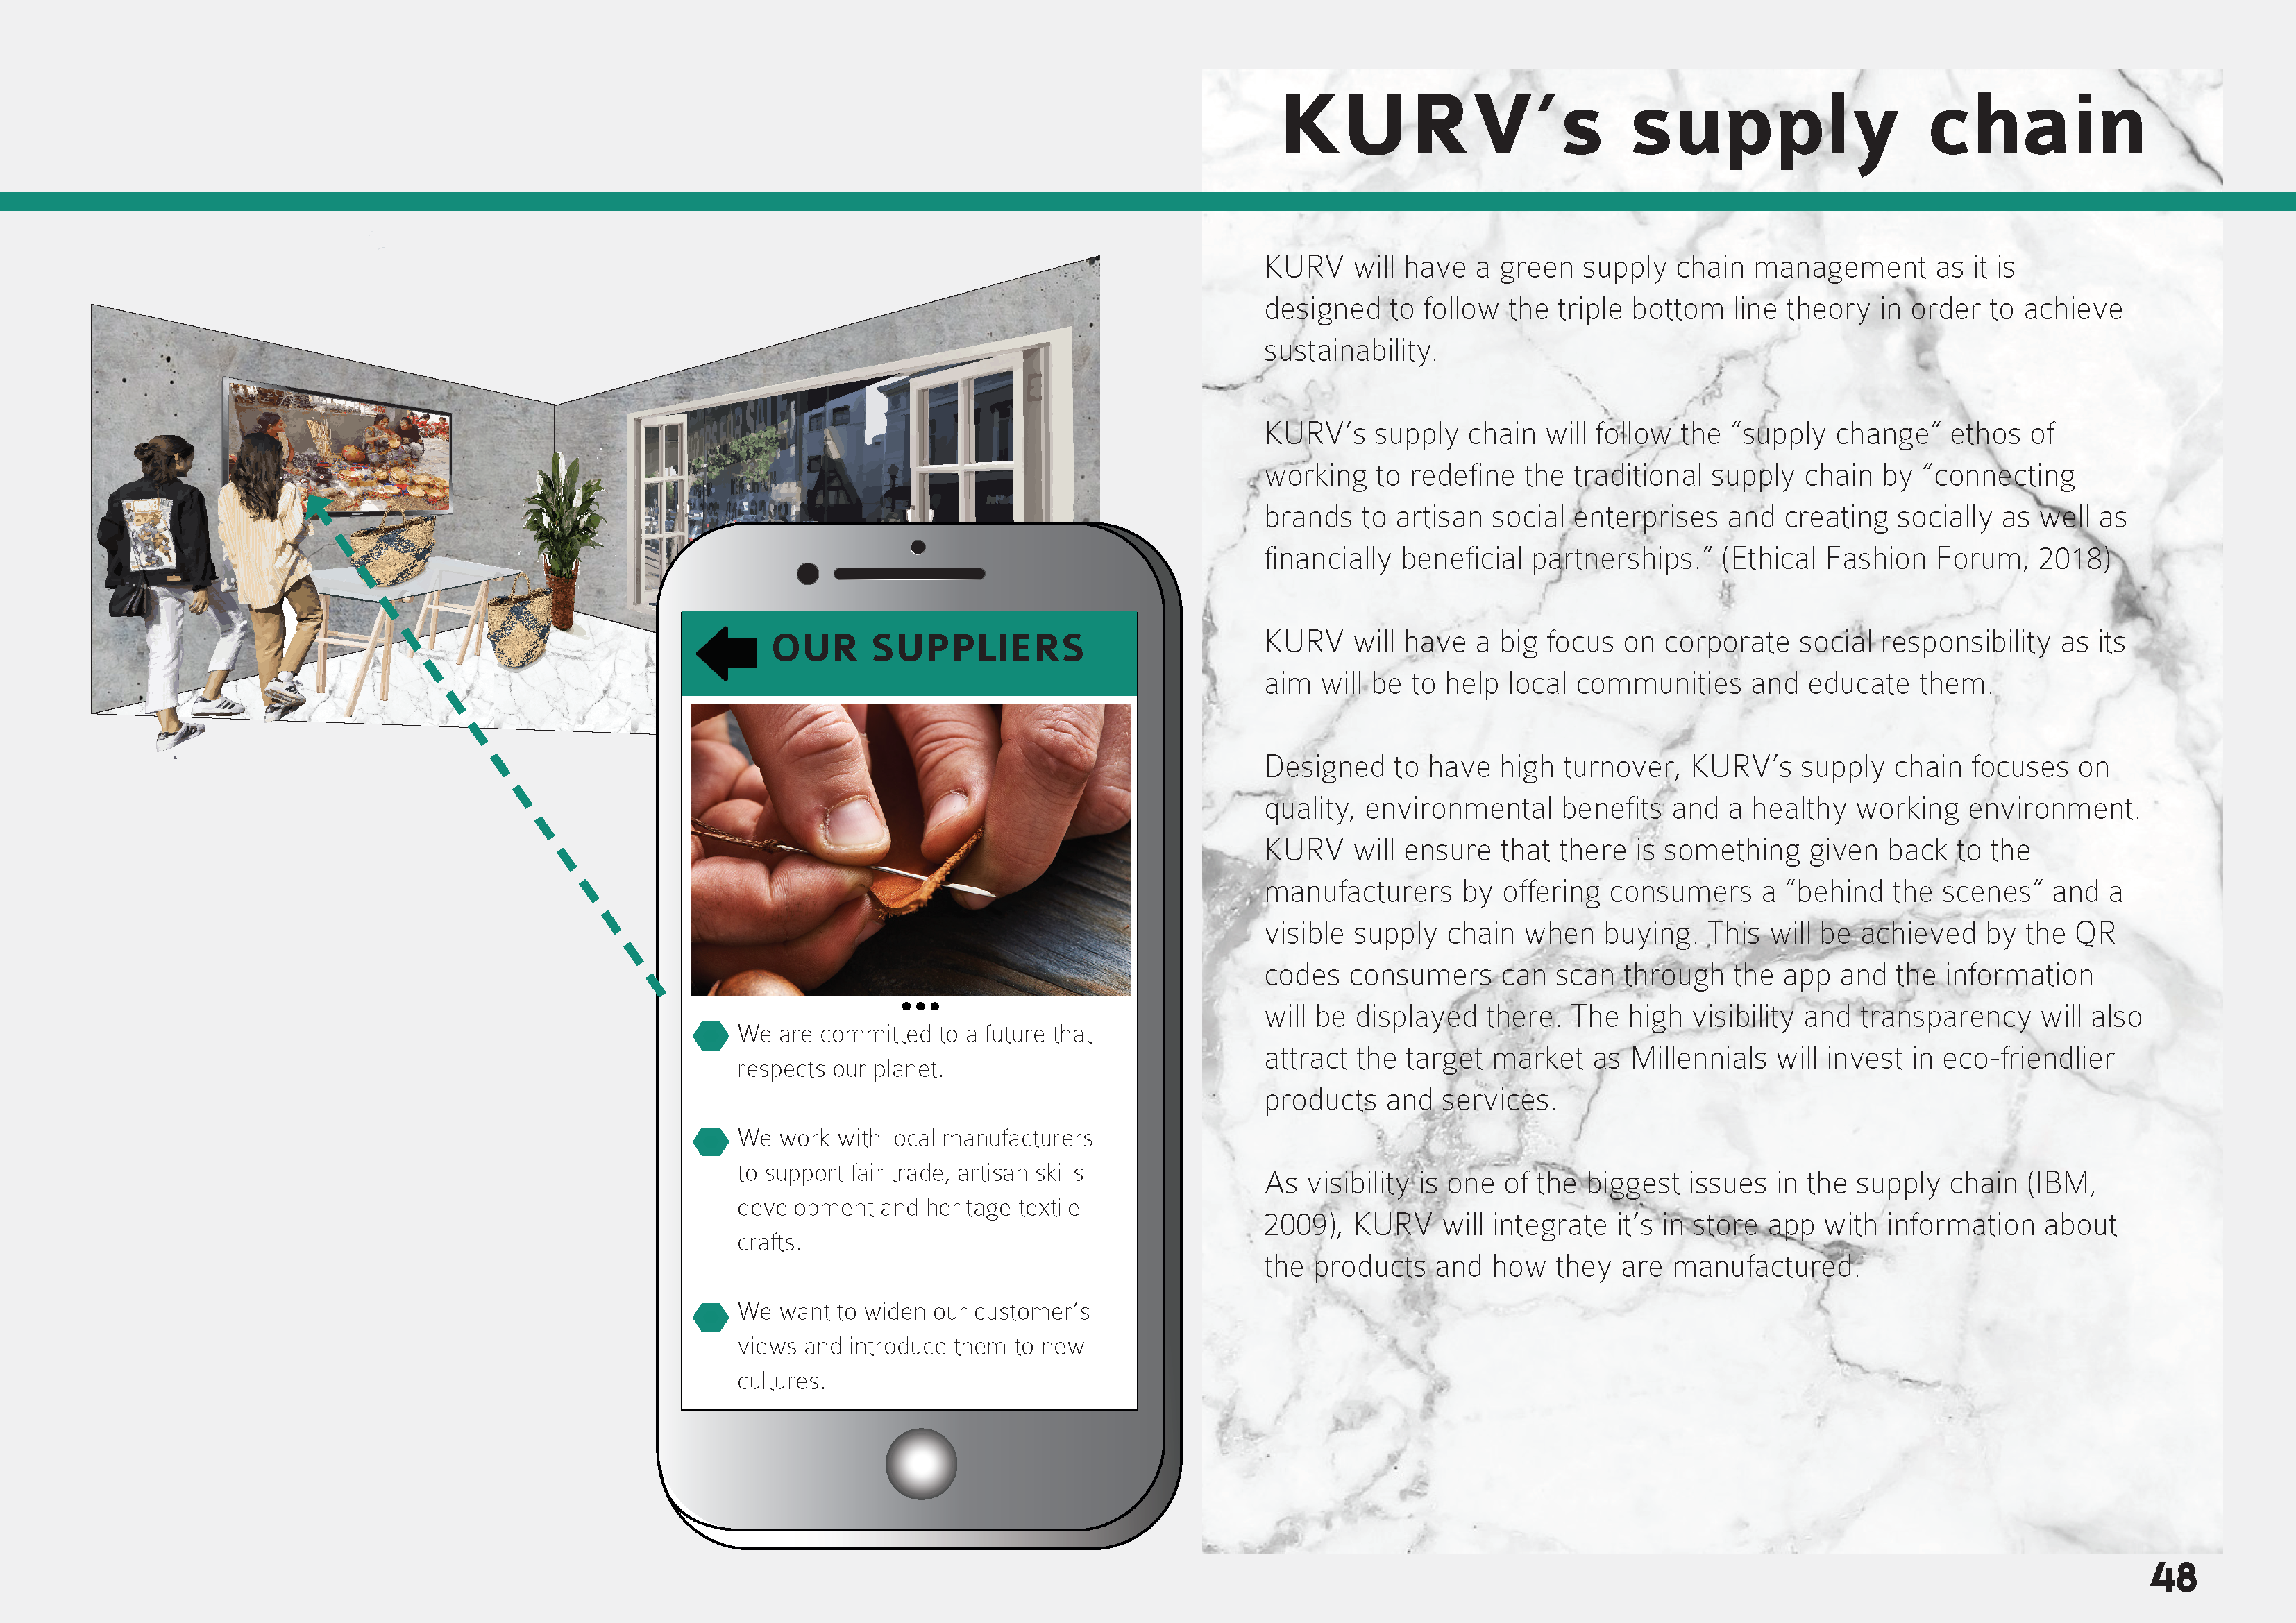 KURV’s supply chain
KURV will have a green supply chain management as it is
designed to follow the triple bottom line theory in order to achieve
sustainability.
KURV’s supply chain will follow the “supply change” ethos of
working to redefine the traditional supply chain by “connecting
brands to artisan social enterprises and creating socially as well as
financially beneficial partnerships.” (Ethical Fashion Forum, 2018)
KURV will have a big focus on corporate social responsibility as its
aim will be to help local communities and educate them.
Designed to have high turnover, KURV’s supply chain focuses on
quality, environmental benefits and a healthy working environment.
KURV will ensure that there is something given back to the
manufacturers by offering consumers a “behind the scenes” and a
visible supply chain when buying. This will be achieved by the QR
codes consumers can scan through the app and the information
will be displayed there. The high visibility and transparency will also
attract the target market as Millennials will invest in eco-friendlier
products and services.
As visibility is one of the biggest issues in the supply chain (IBM,
2009), KURV will integrate it’s in store app with information about
the products and how they are manufactured.
OUR SUPPLIERS
We are committed to a future that
respects our planet.
We work with local manufacturers
to support fair trade, artisan skills
development and heritage textile
crafts.
We want to widen our customer’s
views and introduce them to new
cultures.
48